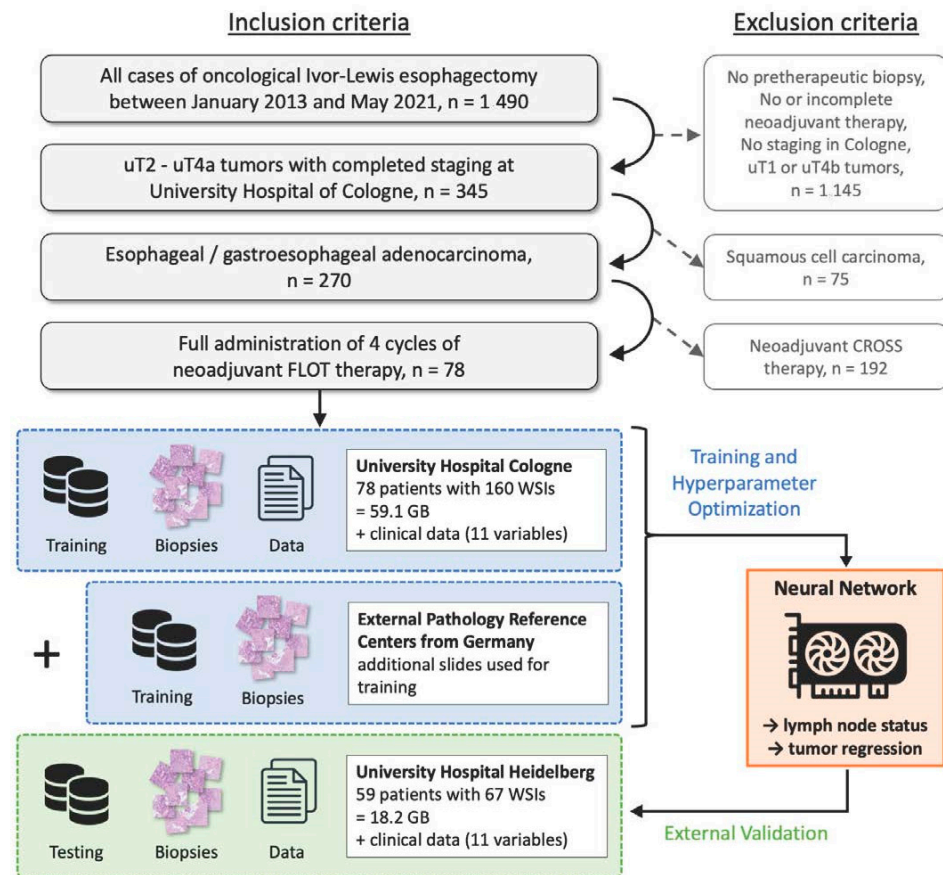 Inclusion criteria
Exclusion criteria
All cases of oncological Ivor-Lewis esophagectomy
between January 2013 and May 2021, n = 1 490
No pretherapeutic biopsy,
No or incomplete
neoadjuvant therapy,
No staging in Cologne,
uT1 or uT4b tumors,
n = 1 145
uT2 - uT4a tumors with completed staging at
University Hospital of Cologne, n = 345
Esophageal / gastroesophageal adenocarcinoma,
n = 270
Squamous cell carcinoma,
n = 75
Full administration of 4 cycles of
neoadjuvant FLOT therapy, n = 78
Neoadjuvant CROSS
therapy, n = 192
Training
Biopsies
Data
University Hospital Cologne
78 patients with 160 WSIs
= 59.1 GB
+ clinical data (11 variables)
Training and
Hyperparameter
Optimization
+
Training
Biopsies
External Pathology Reference
Centers from Germany
additional slides used for
training
Neural Network
→ lymph node status
→ tumor regression
Testing
Biopsies
Data
University Hospital Heidelberg
59 patients with 67 WSIs
= 18.2 GB
+ clinical data (11 variables)
External Validation